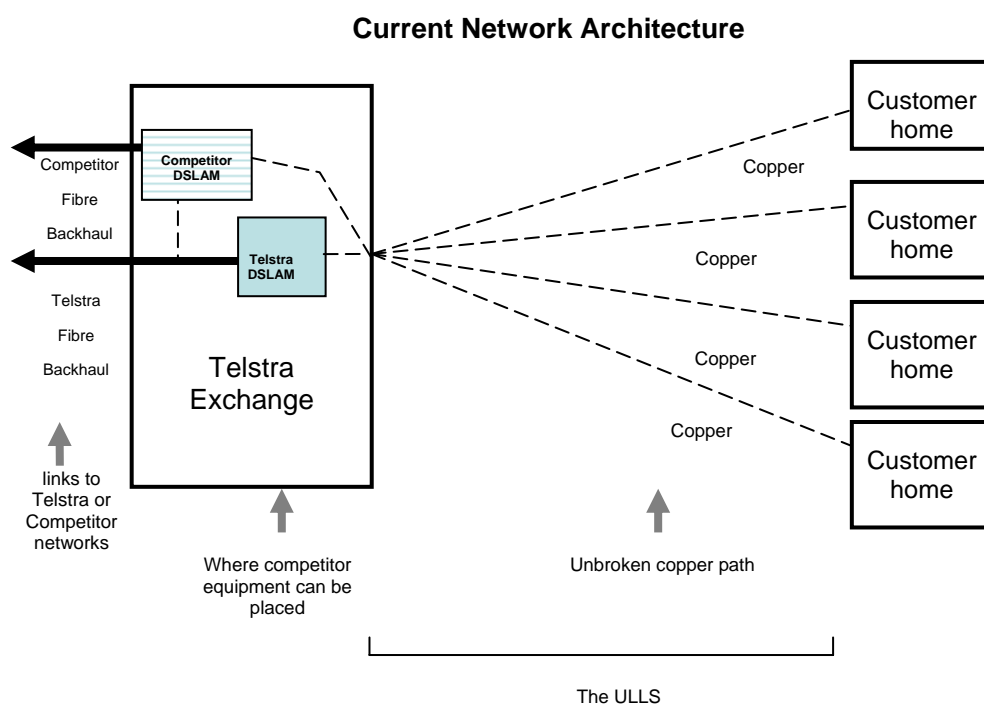 Current Network Architecture
Competitor
DSLAM
Telstra
DSLAM
Telstra
Exchange
Competitor
Fibre
Backhaul
Telstra
Fibre
Backhaul
links to
Telstra or
Competitor
networks
Where competitor
equipment can be
placed
Copper
Copper
Copper
Copper
Customer
home
Customer
home
Customer
home
Customer
home
Unbroken copper path
The ULLS